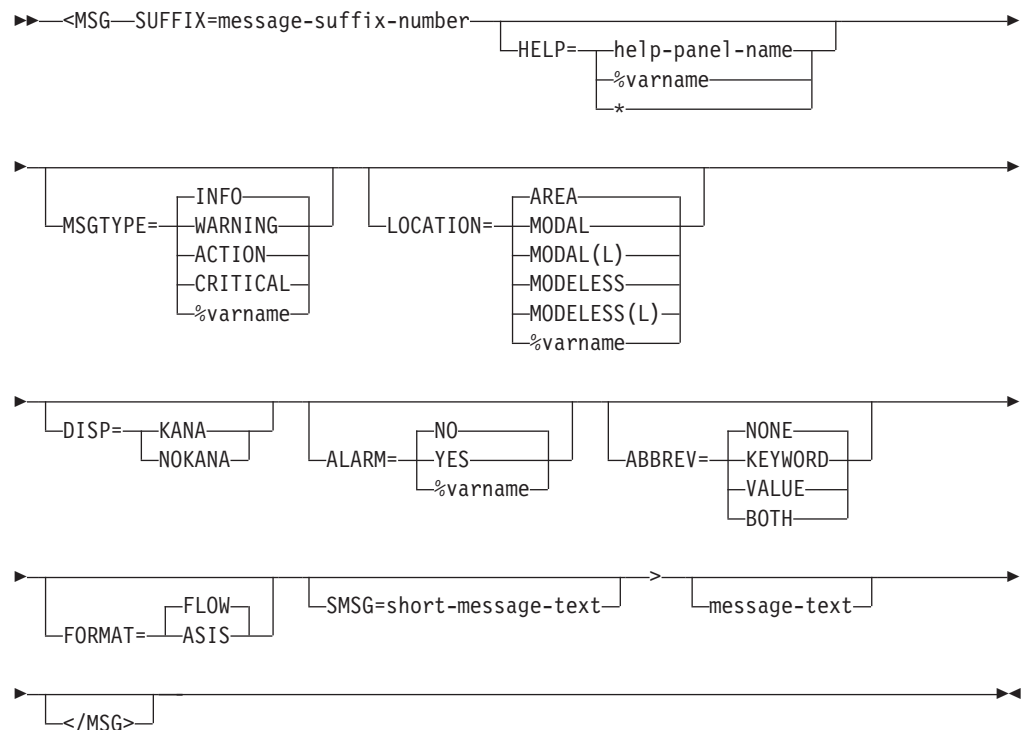 <MSG SUFFIX=message-suffix-number
HELP= help-panel-name
%varname
*
MSGTYPE= INFO
WARNING
ACTION
CRITICAL
%varname
LOCATION= AREA
MODAL
MODAL(L)
MODELESS
MODELESS(L)
%varname
DISP= KANA
NOKANA
ALARM= NO
YES
%varname
ABBREV= NONE
KEYWORD
VALUE
BOTH
FORMAT= FLOW
ASIS
SMSG=short-message-text
>
message-text
</MSG>